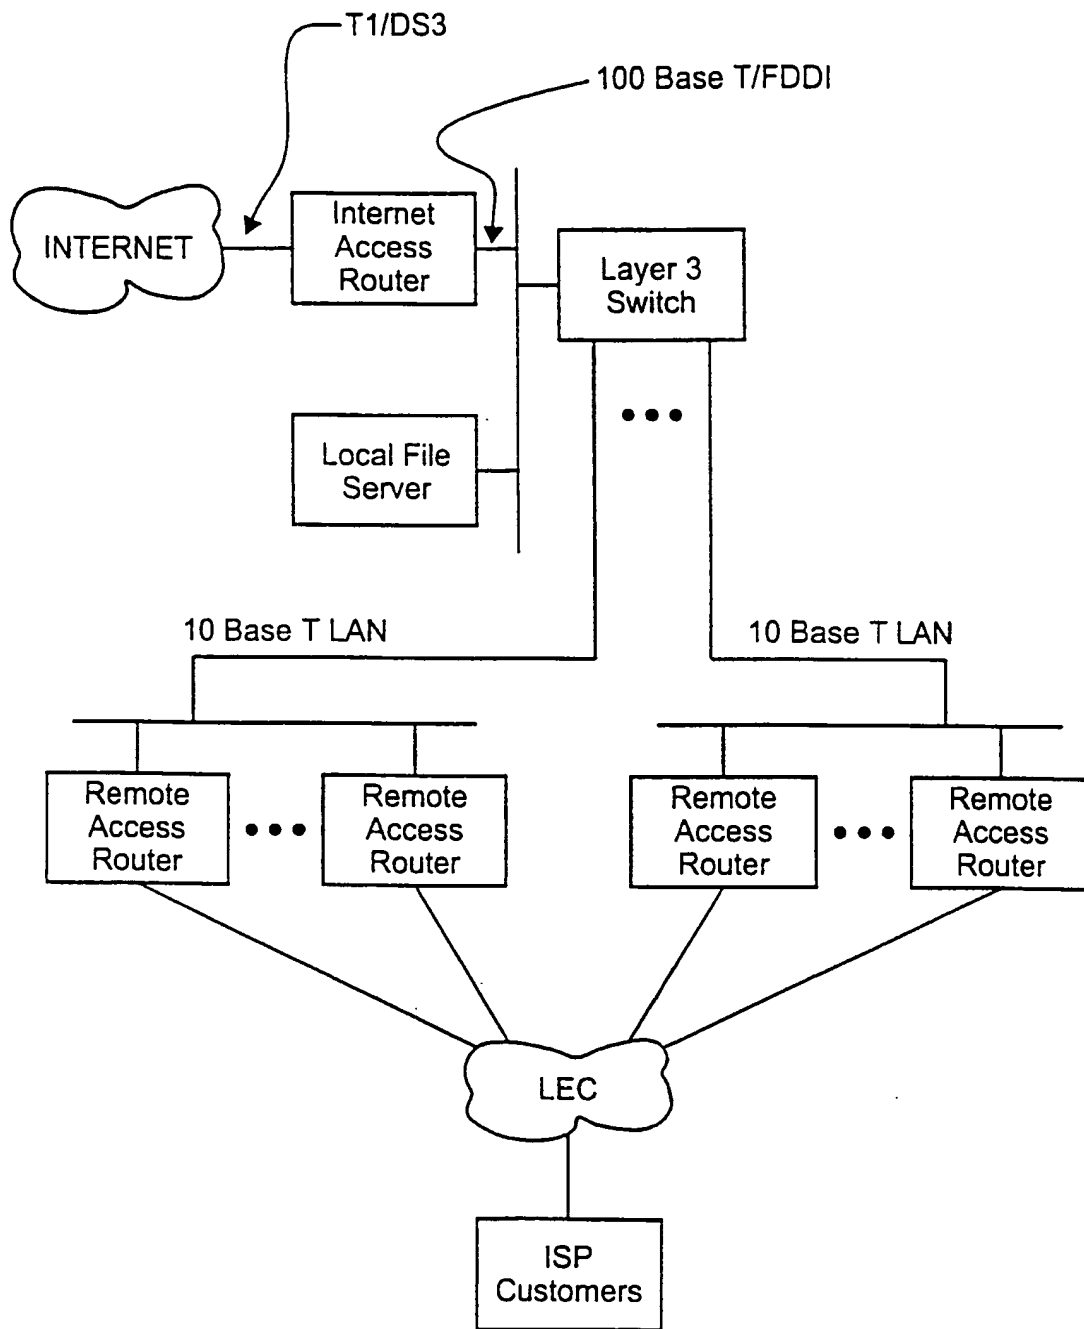 T1/DS3
100 Base T/FDDI
INTERNET
Internet
Access
Router
Layer 3
Switch
Local File
Server
10 Base T LAN
10 Base T LAN
Remote
Access
Router
Remote
Access
Router
Remote
Access
Router
Remote
Access
Router
LEC
ISP
Customers